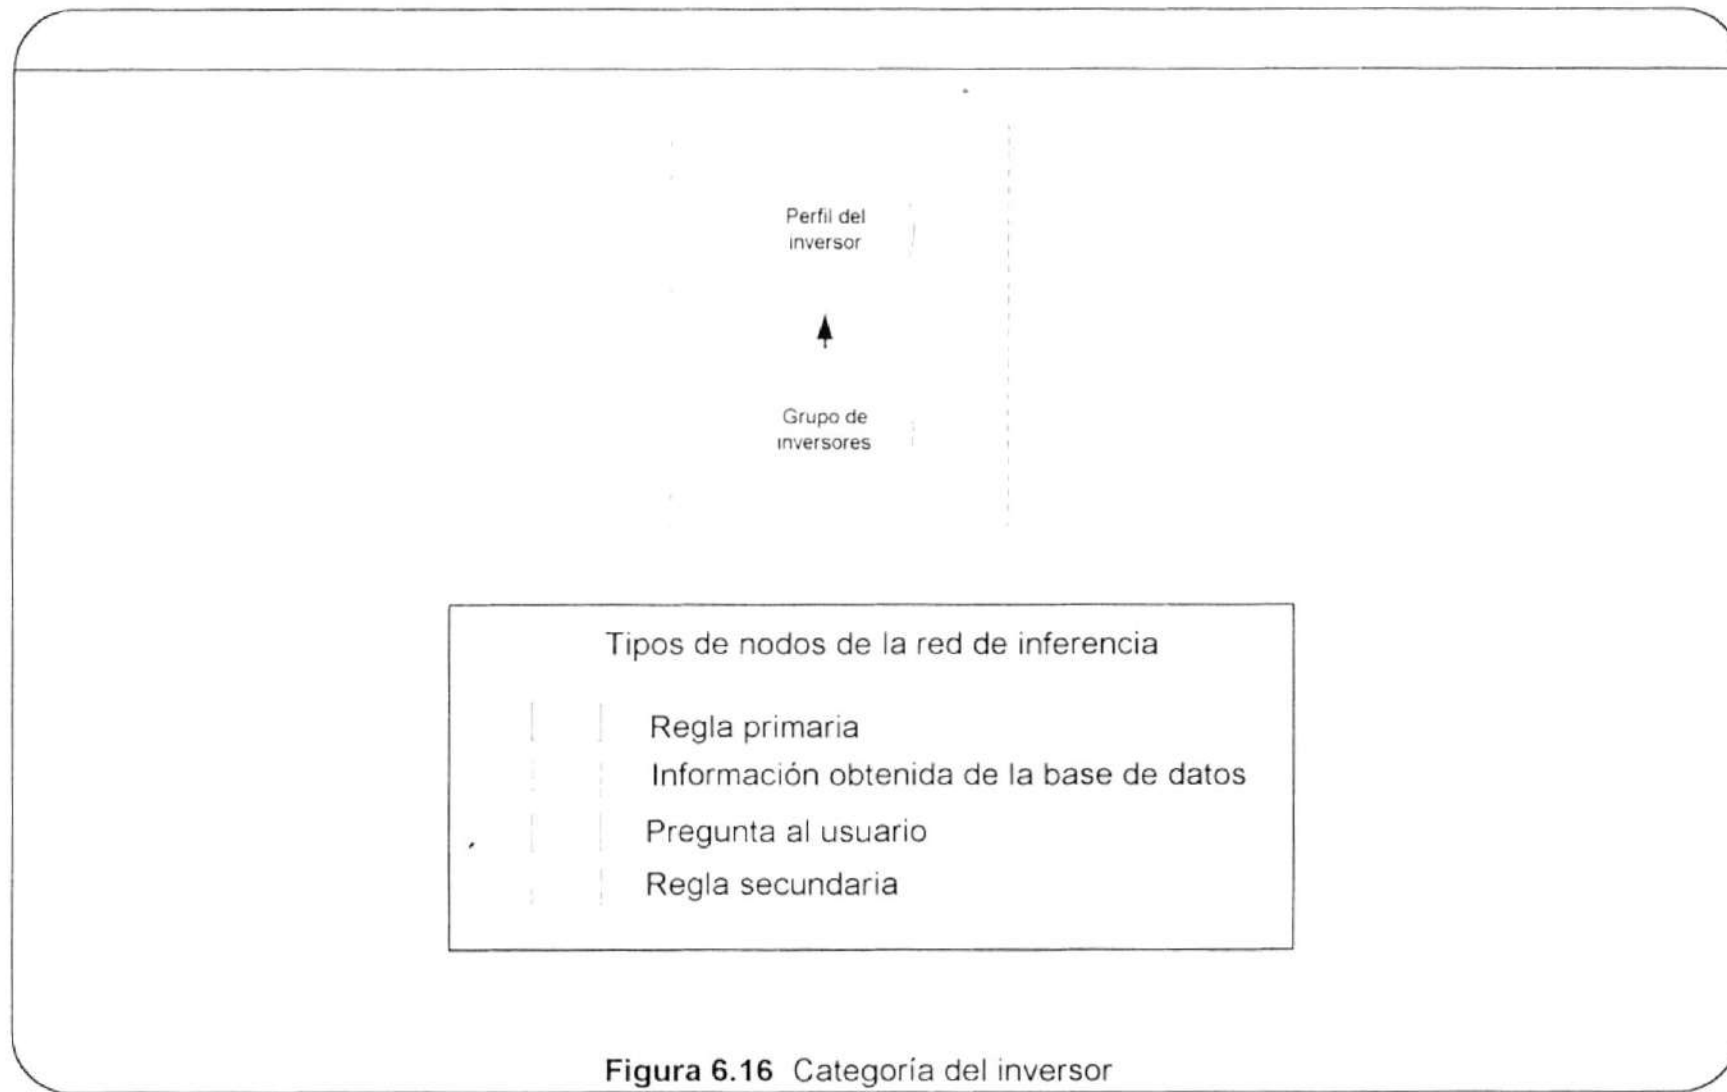 Perfil del
inversor
Grupo de
inversores
Tipos de nodos de la red de inferencia
Regla primaria
Información obtenida de la base de datos
Pregunta al usuario
Regla secundaria
Figura 6.16 Categoría del inversor